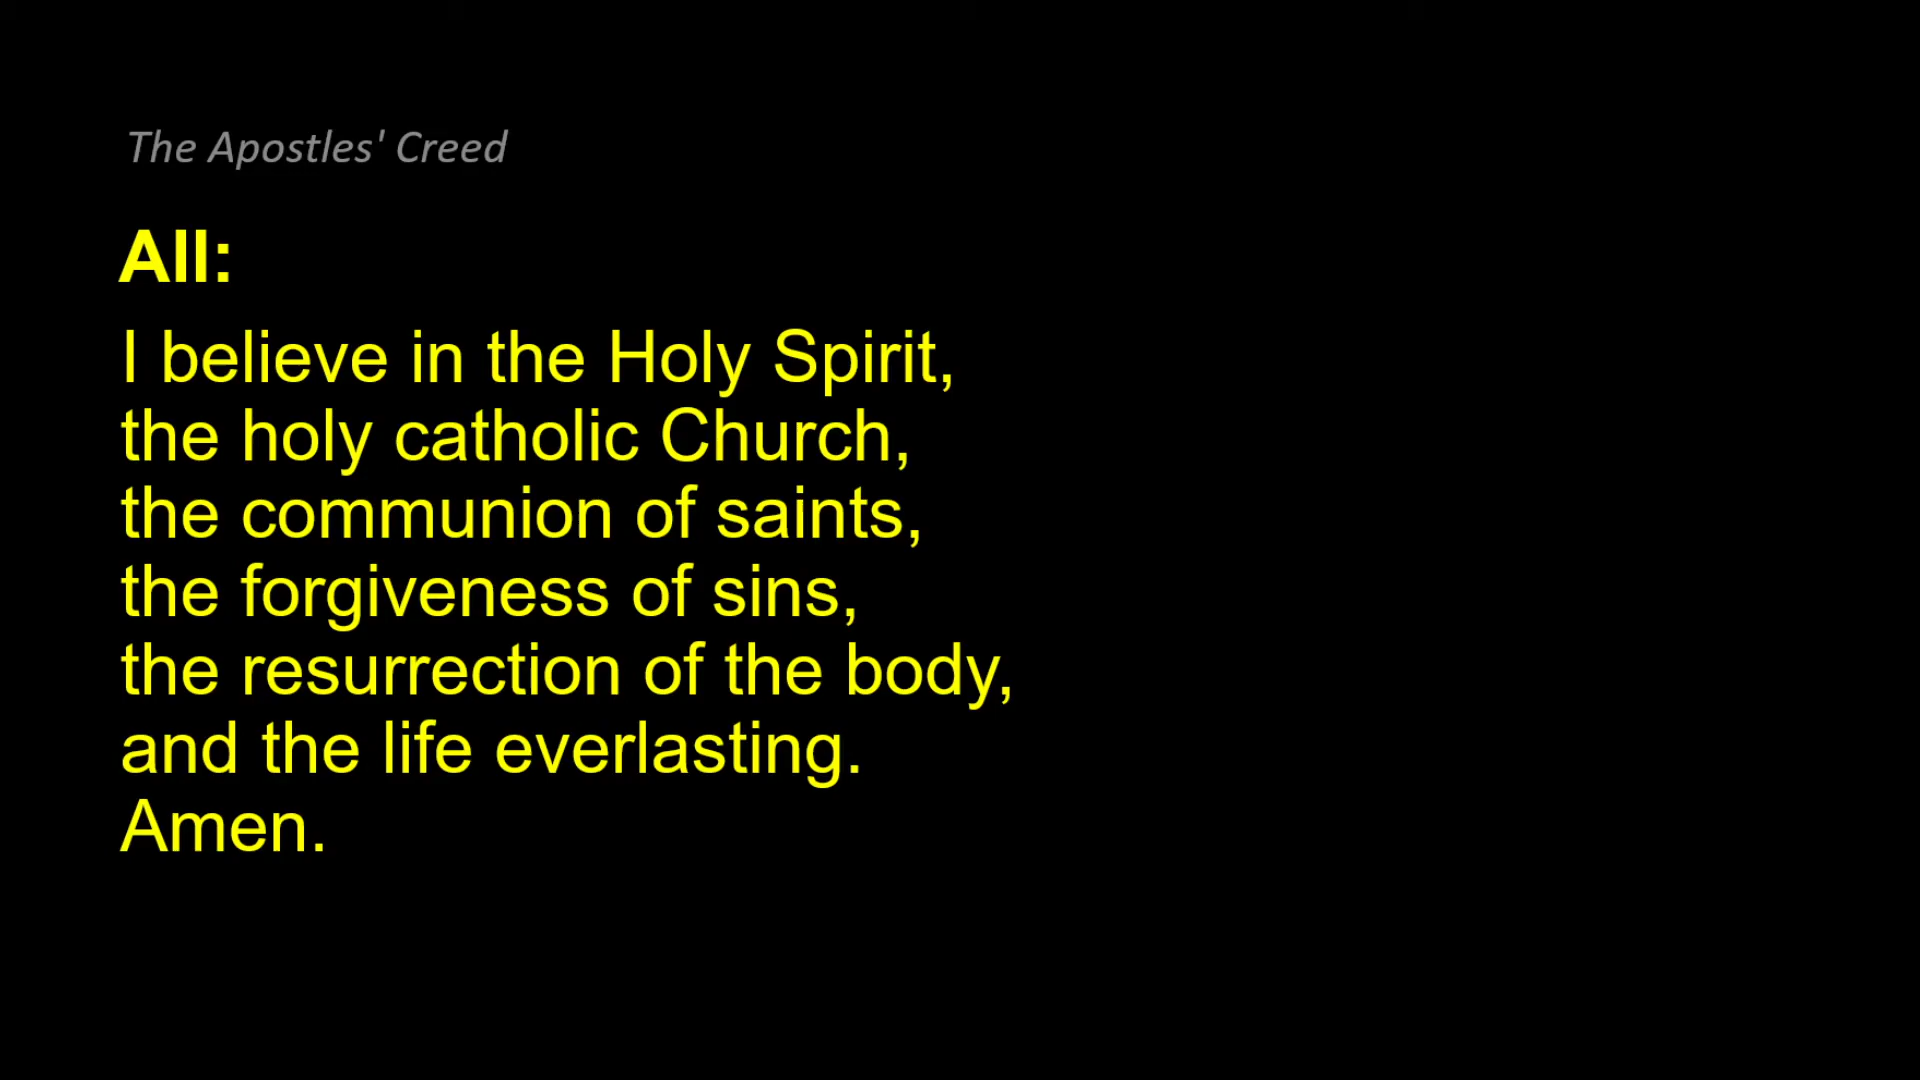 The Apostles' Creed
All:
I believe in the Holy Spirit,
the holy catholic Church,
the communion of saints,
the forgiveness of sins,
the resurrection of the body,
and the life everlasting.
Amen.